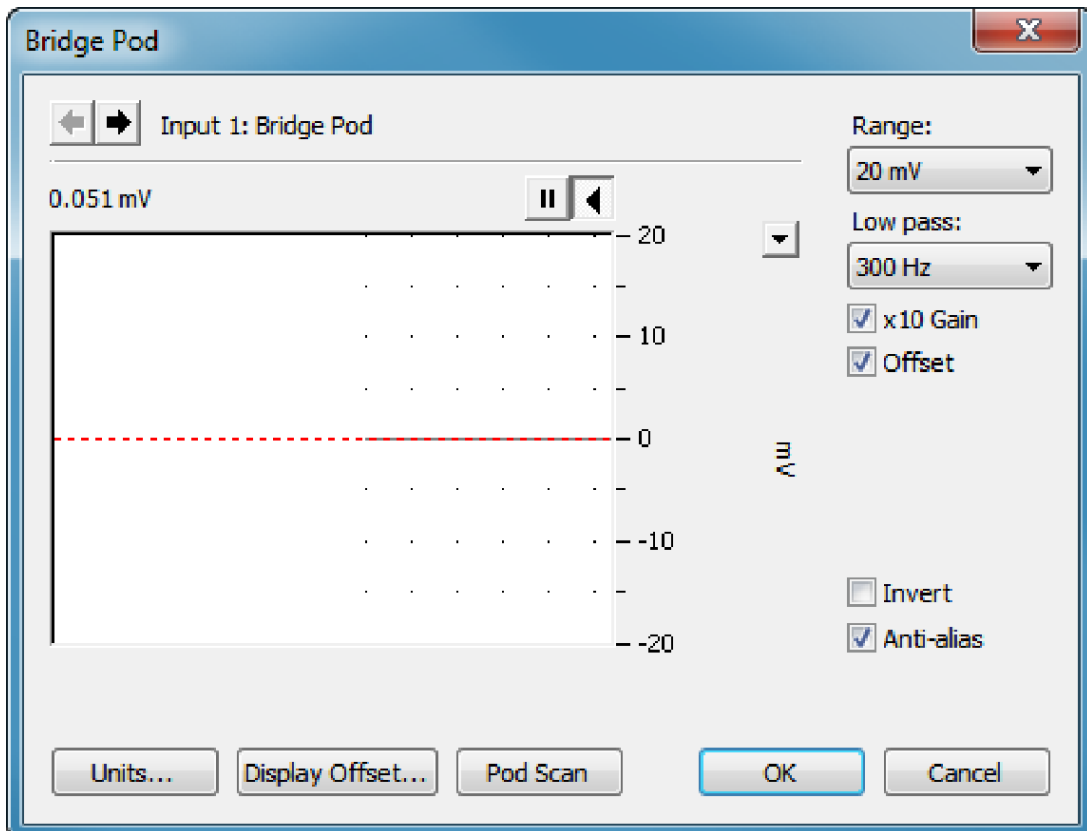 Bridge Pod
Input 1: Bridge Pod
Range:
20 mV
0.051 mV
Low pass:
300 Hz
x10 Gain
Offset
20
10
0
-10
-20
mV
Invert
Anti-alias
Units...
Display Offset...
Pod Scan
OK
Cancel